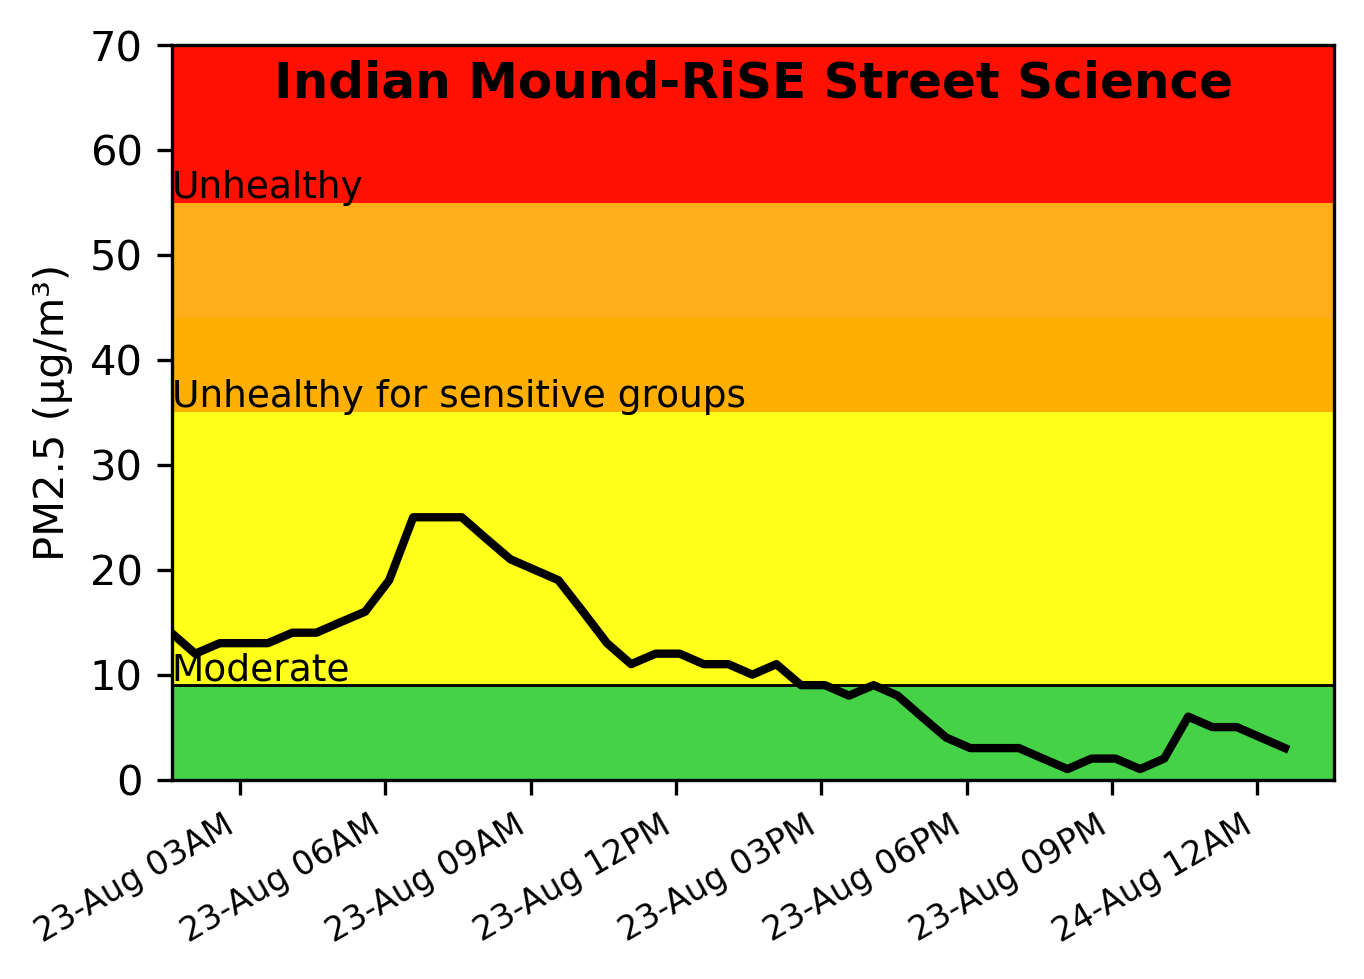 Indian Mound-RiSE Street Science
PM2.5 (µg/m³)
70
60
50
40
30
20
10
0
Unhealthy
Unhealthy for sensitive groups
Moderate
23-Aug 03AM
23-Aug 06AM
23-Aug 09AM
23-Aug 12PM
23-Aug 03PM
23-Aug 06PM
23-Aug 09PM
24-Aug 12AM